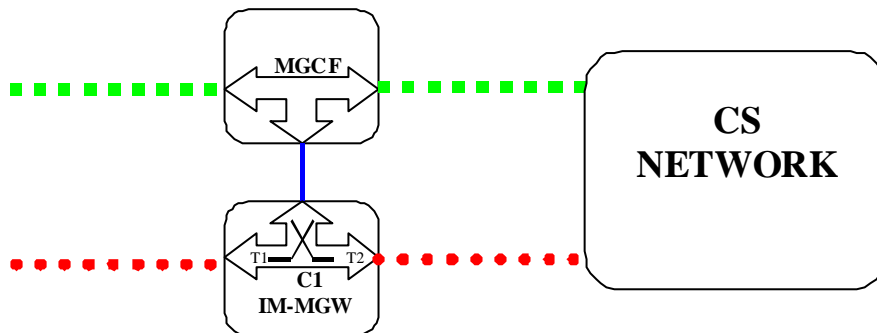 MGCF
CS
NETWORK
T1 T2
C1
IM-MGW